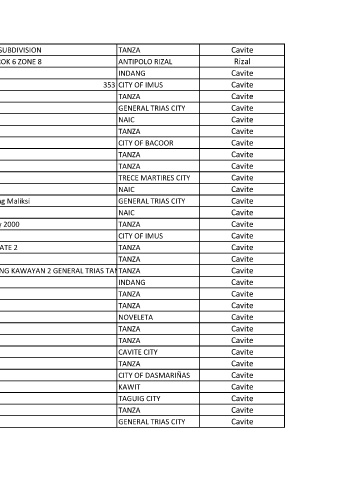 SUBDIVISION TANZA Cavite
OK 6 ZONE 8 ANTIPOLO RIZAL Rizal
INDANG Cavite
353 CITY OF IMUS Cavite
TANZA Cavite
GENERAL TRIAS CITY Cavite
NAIC Cavite
TANZA Cavite
CITY OF BACOOR Cavite
TANZA Cavite
TANZA Cavite
TRECE MARTIRES CITY Cavite
NAIC Cavite
ng Maliksi GENERAL TRIAS CITY Cavite
NAIC Cavite
2000 TANZA Cavite
CITY OF IMUS Cavite
ATE 2 TANZA Cavite
TANZA Cavite
NG KAWAYAN 2 GENERAL TRIAS TAN TANZA Cavite
INDANG Cavite
TANZA Cavite
TANZA Cavite
NOVELETA Cavite
TANZA Cavite
TANZA Cavite
CAVITE CITY Cavite
TANZA Cavite
CITY OF DASMARIÑAS Cavite
KAWIT Cavite
TAGUIG CITY Cavite
TANZA Cavite
GENERAL TRIAS CITY Cavite